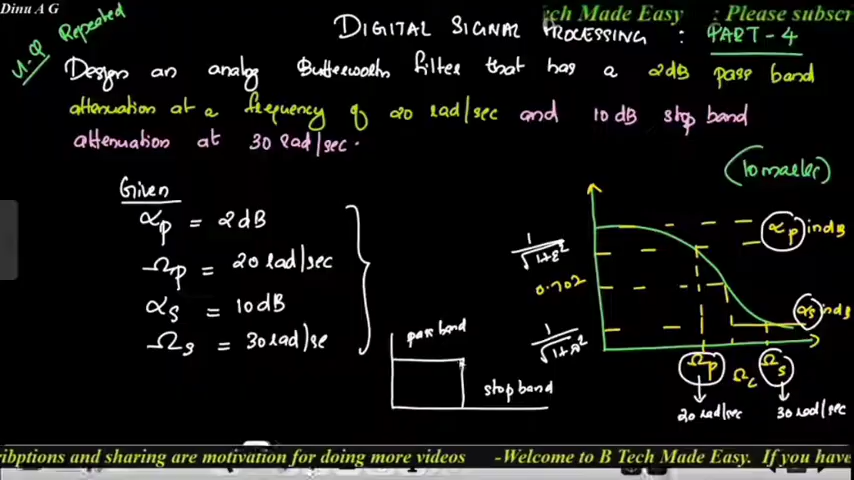 Dinu A G
ech Made Easy : Please subscr
U.Q Repeated
DIGITAL SIGNAL PROCESSING : PART - 4
Design an analog Butterworth filter that has a 2dB pass band
attenuation at a frequency of 20 rad/sec and 10 dB stop band
attenuation at 30 rad/sec.
(10 marks)
Given
αp = 2dB
Ωp = 20 rad/sec
αs = 10dB
Ωs = 30 rad/se
pass band
stop band
αp in dB
1/√1+ε²
0.707
1/√1+λ²
αs in dB
Ωp Ωc Ωs
20 rad/sec 30 rad/sec
ribptions and sharing are motivation for doing more videos -Welcome to B Tech Made Easy. If you have